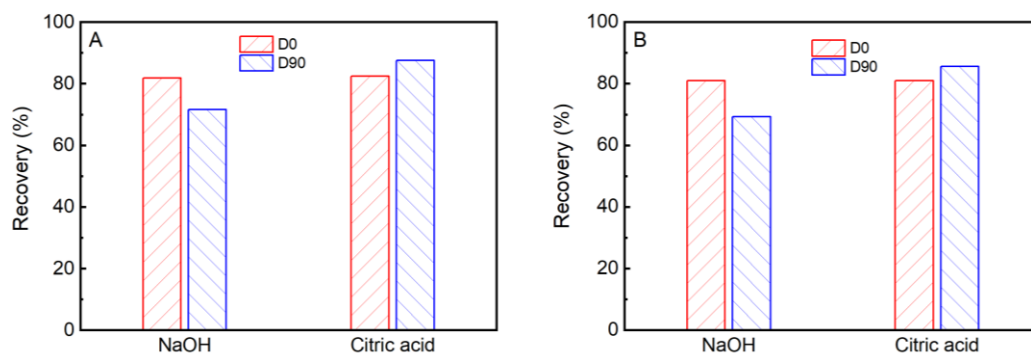 A
D0
D90
Recovery (%)
100
80
60
40
20
0
NaOH
Citric acid
B
D0
D90
Recovery (%)
100
80
60
40
20
0
NaOH
Citric acid